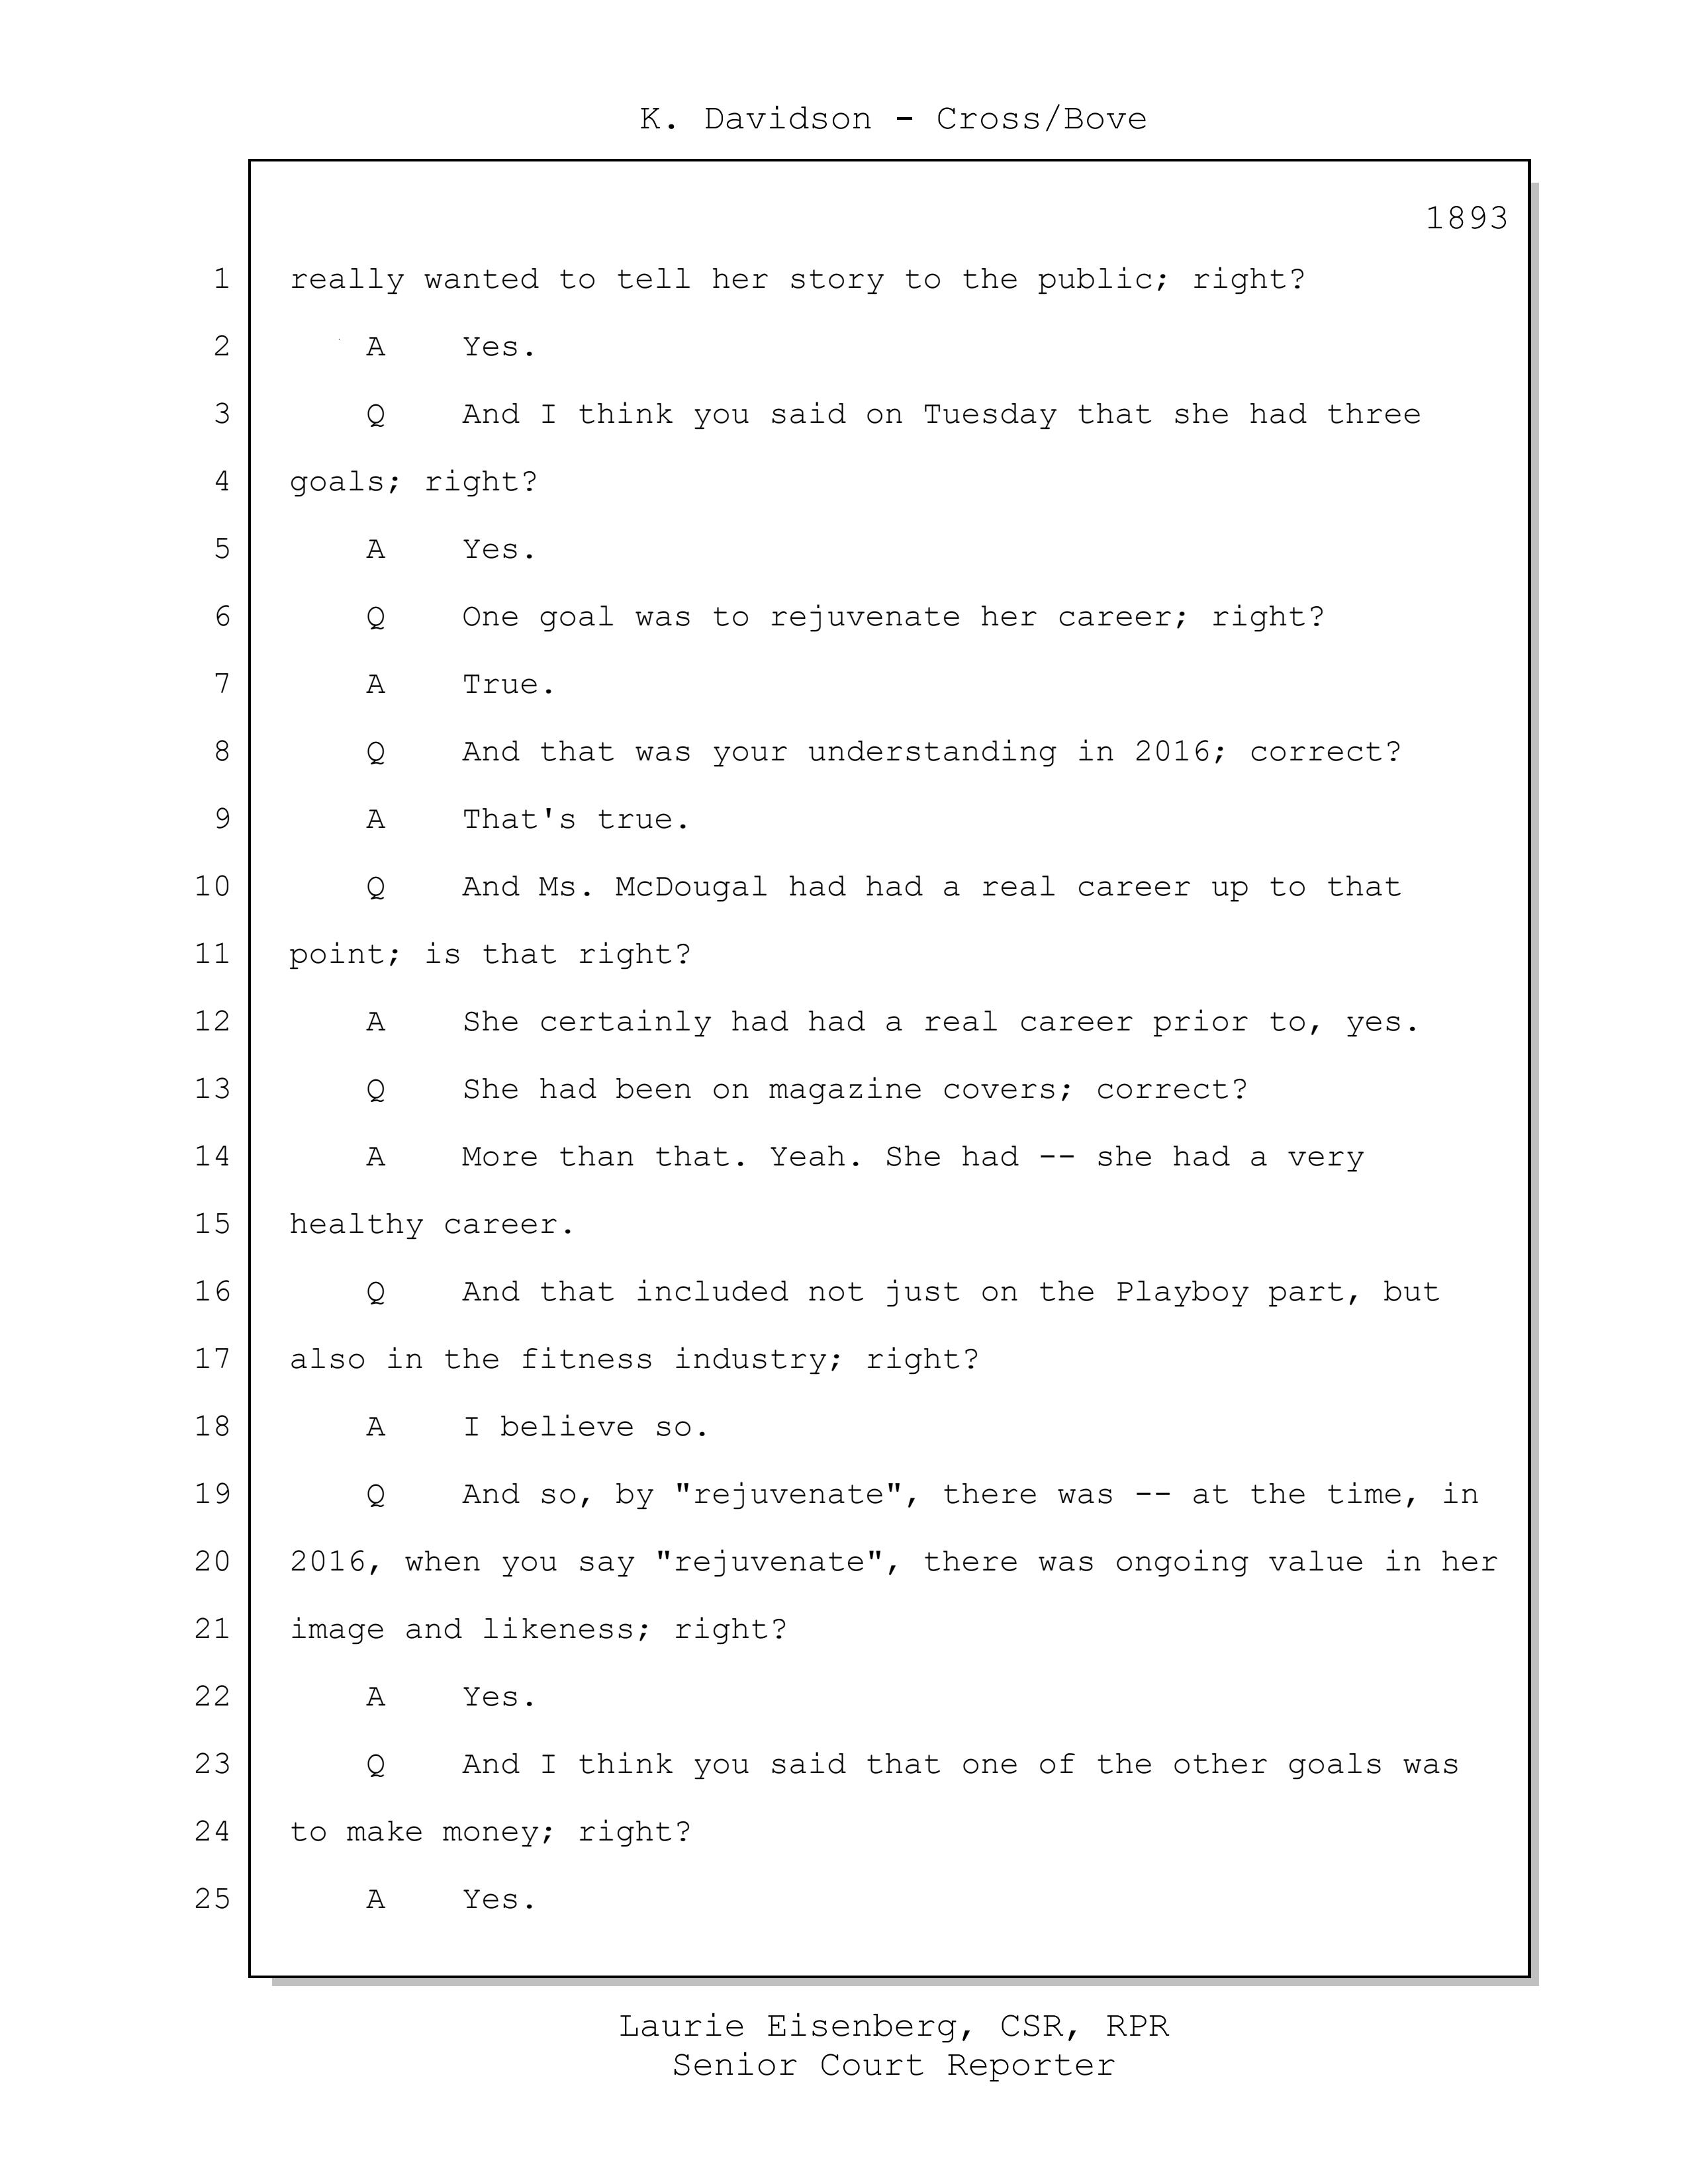 K. Davidson - Cross/Bove
1893
1 really wanted to tell her story to the public; right?
2 A Yes.
3 Q And I think you said on Tuesday that she had three
4 goals; right?
5 A Yes.
6 Q One goal was to rejuvenate her career; right?
7 A True.
8 Q And that was your understanding in 2016; correct?
9 A That's true.
10 Q And Ms. McDougal had had a real career up to that
11 point; is that right?
12 A She certainly had had a real career prior to, yes.
13 Q She had been on magazine covers; correct?
14 A More than that. Yeah. She had -- she had a very
15 healthy career.
16 Q And that included not just on the Playboy part, but
17 also in the fitness industry; right?
18 A I believe so.
19 Q And so, by "rejuvenate", there was -- at the time, in
20 2016, when you say "rejuvenate", there was ongoing value in her
21 image and likeness; right?
22 A Yes.
23 Q And I think you said that one of the other goals was
24 to make money; right?
25 A Yes.
Laurie Eisenberg, CSR, RPR
Senior Court Reporter